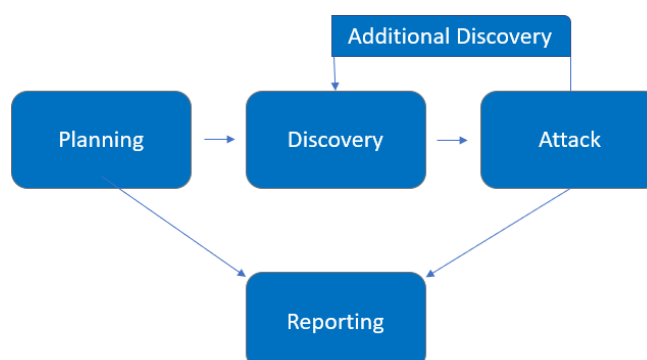 Additional Discovery
Planning
Discovery
Attack
Reporting